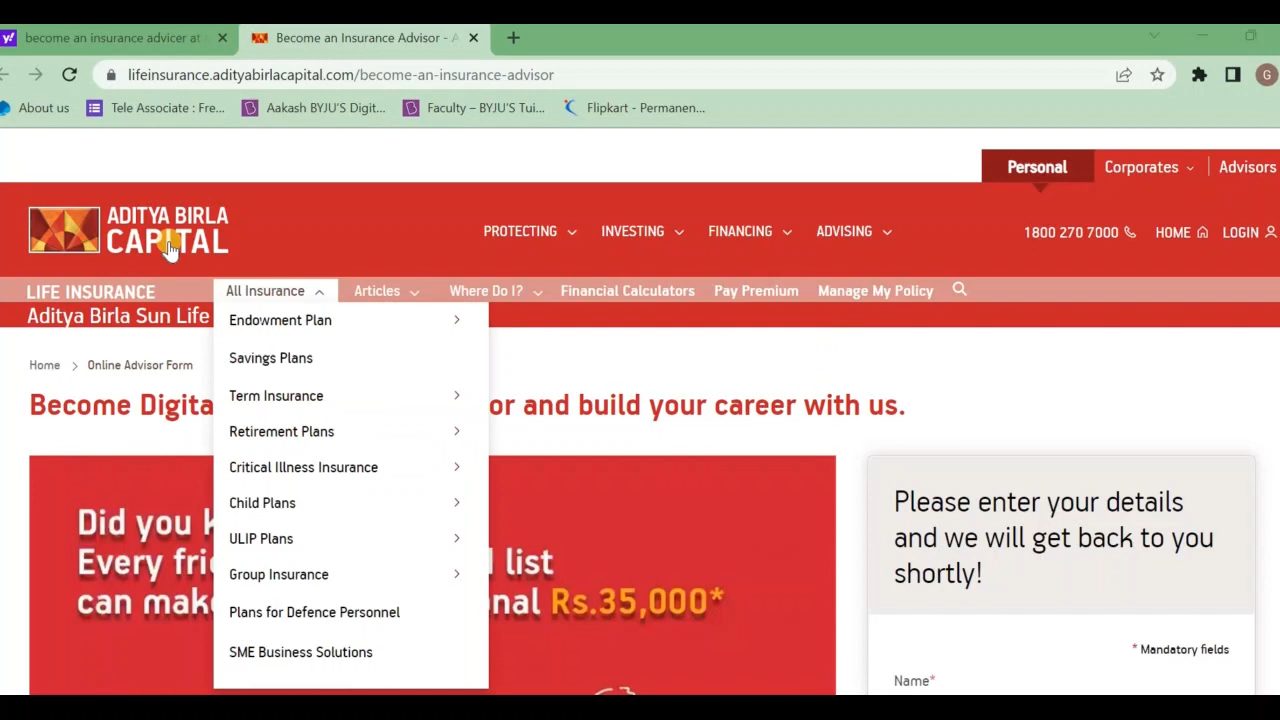 y! become an insurance advicer at
Become an Insurance Advisor - A
lifeinsurance.adityabirlacapital.com/become-an-insurance-advisor
G
About us
Tele Associate : Fre...
Aakash BYJU'S Digit...
Faculty – BYJU'S Tui...
Flipkart - Permanen...
Personal Corporates Advisors
ADITYA BIRLA
CAPITAL
PROTECTING INVESTING FINANCING ADVISING
1800 270 7000 HOME LOGIN
LIFE INSURANCE
Aditya Birla Sun Life
All Insurance Articles Where Do I? Financial Calculators Pay Premium Manage My Policy
Endowment Plan
Savings Plans
Term Insurance
Retirement Plans
Critical Illness Insurance
Child Plans
ULIP Plans
Group Insurance
Plans for Defence Personnel
SME Business Solutions
Home > Online Advisor Form
Become Digita or and build your career with us.
Did you k
Every frie d list
can mak onal Rs.35,000*
Please enter your details
and we will get back to you
shortly!
* Mandatory fields
Name*